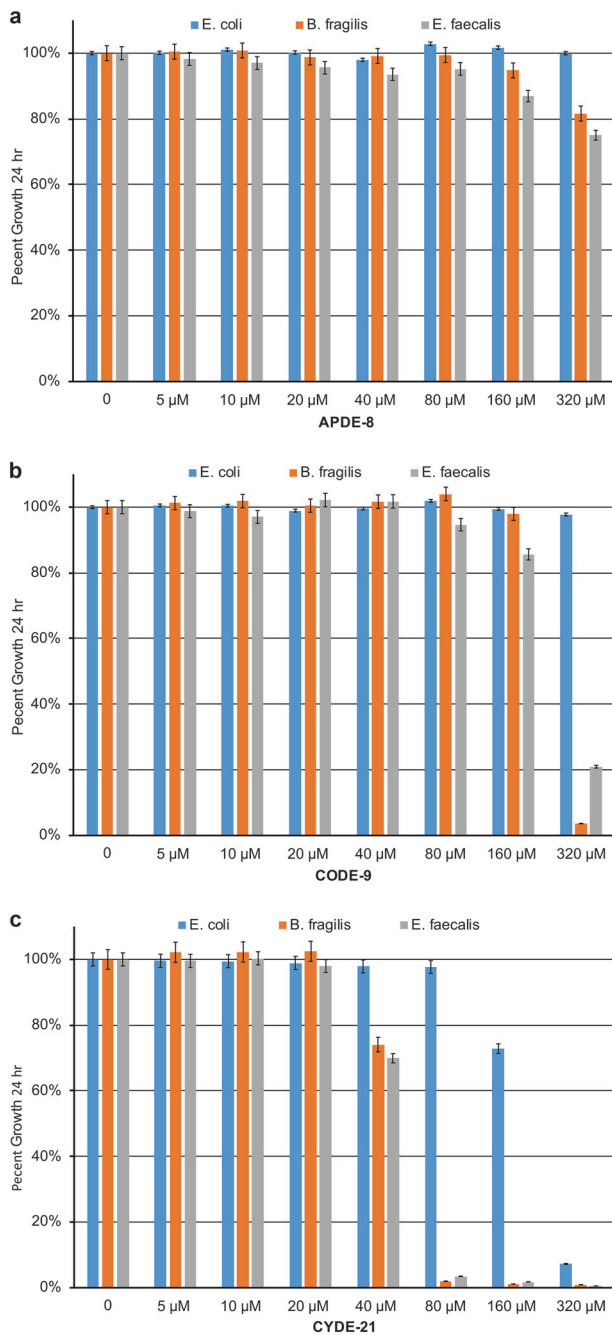 a
E. coli B. fragilis E. faecalis
100%
80%
60%
40%
20%
0%
Pecent Growth 24 hr
0 5 µM 10 µM 20 µM 40 µM 80 µM 160 µM 320 µM
APDE-8
b
E. coli B. fragilis E. faecalis
100%
80%
60%
40%
20%
0%
Pecent Growth 24 hr
0 5 µM 10 µM 20 µM 40 µM 80 µM 160 µM 320 µM
CODE-9
c
E. coli B. fragilis E. faecalis
100%
80%
60%
40%
20%
0%
Pecent Growth 24 hr
0 5 µM 10 µM 20 µM 40 µM 80 µM 160 µM 320 µM
CYDE-21